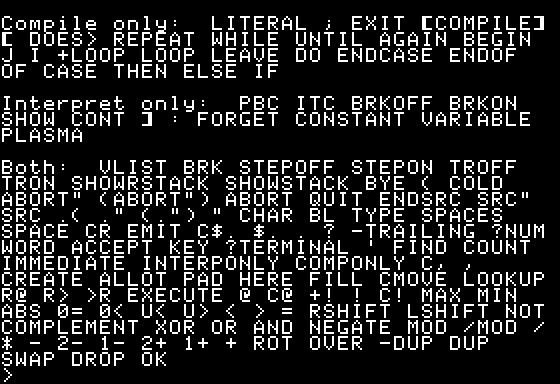 Compile only:  LITERAL ; EXIT [COMPILE]
[ DOES> REPEAT WHILE UNTIL AGAIN BEGIN
J I +LOOP LOOP LEAVE DO ENDCASE ENDOF
OF CASE THEN ELSE IF
Interpret only:  PBC ITC BRKOFF BRKON
SHOW CONT ] : FORGET CONSTANT VARIABLE
PLASMA
Both:  VLIST BRK STEPOFF STEPON TROFF
TRON SHOWRSTACK SHOWSTACK BYE ( COLD
ABORT" (ABORT") ABORT QUIT ENDSRC SRC"
SRC .( ." (.") " CHAR BL TYPE SPACES
SPACE CR EMIT C$. $. . ? -TRAILING ?NUM
WORD ACCEPT KEY ?TERMINAL ' FIND COUNT
IMMEDIATE INTERPONLY COMPONLY C, ,
CREATE ALLOT PAD HERE FILL CMOVE LOOKUP
R@ R> >R EXECUTE @ C@ +! ! C! MAX MIN
ABS 0= 0< U< U> < > = RSHIFT LSHIFT NOT
COMPLEMENT XOR OR AND NEGATE MOD /MOD /
* - 2- 1- 2+ 1+ + ROT OVER -DUP DUP
SWAP DROP OK
>